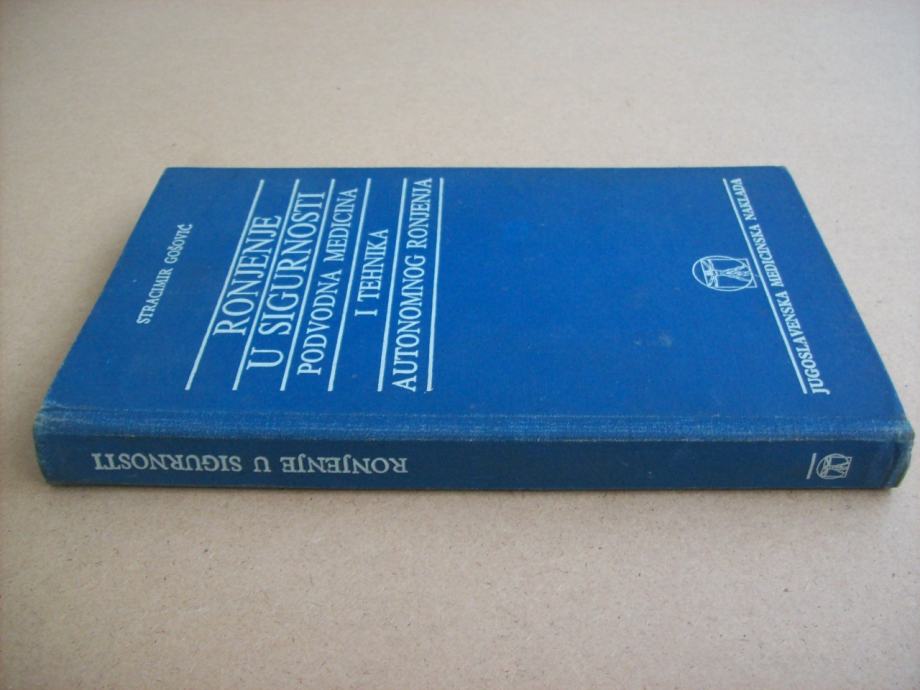 STRACIMIR GOŠOVIĆ
RONJENJE
U SIGURNOSTI
PODVODNA MEDICINA
I TEHNIKA
AUTONOMNOG RONJENJA
JUGOSLAVENSKA MEDICINSKA NAKLADA
RONJENJE U SIGURNOSTI